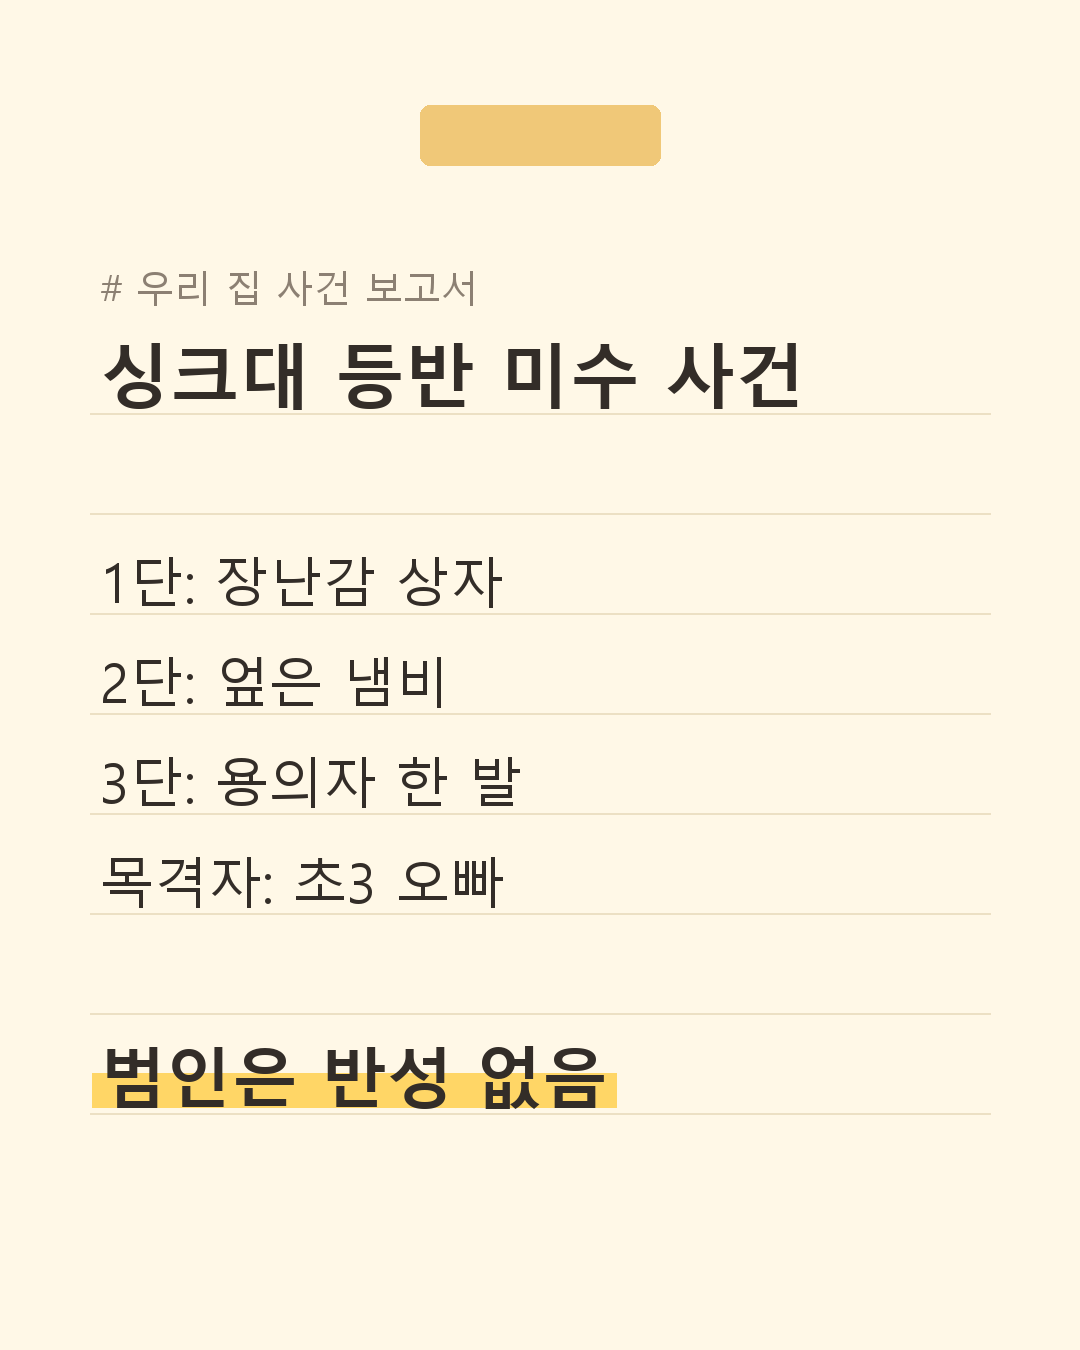 # 우리 집 사건 보고서
싱크대 등반 미수 사건
1단: 장난감 상자
2단: 엎은 냄비
3단: 용의자 한 발
목격자: 초3 오빠
범인은 반성 없음